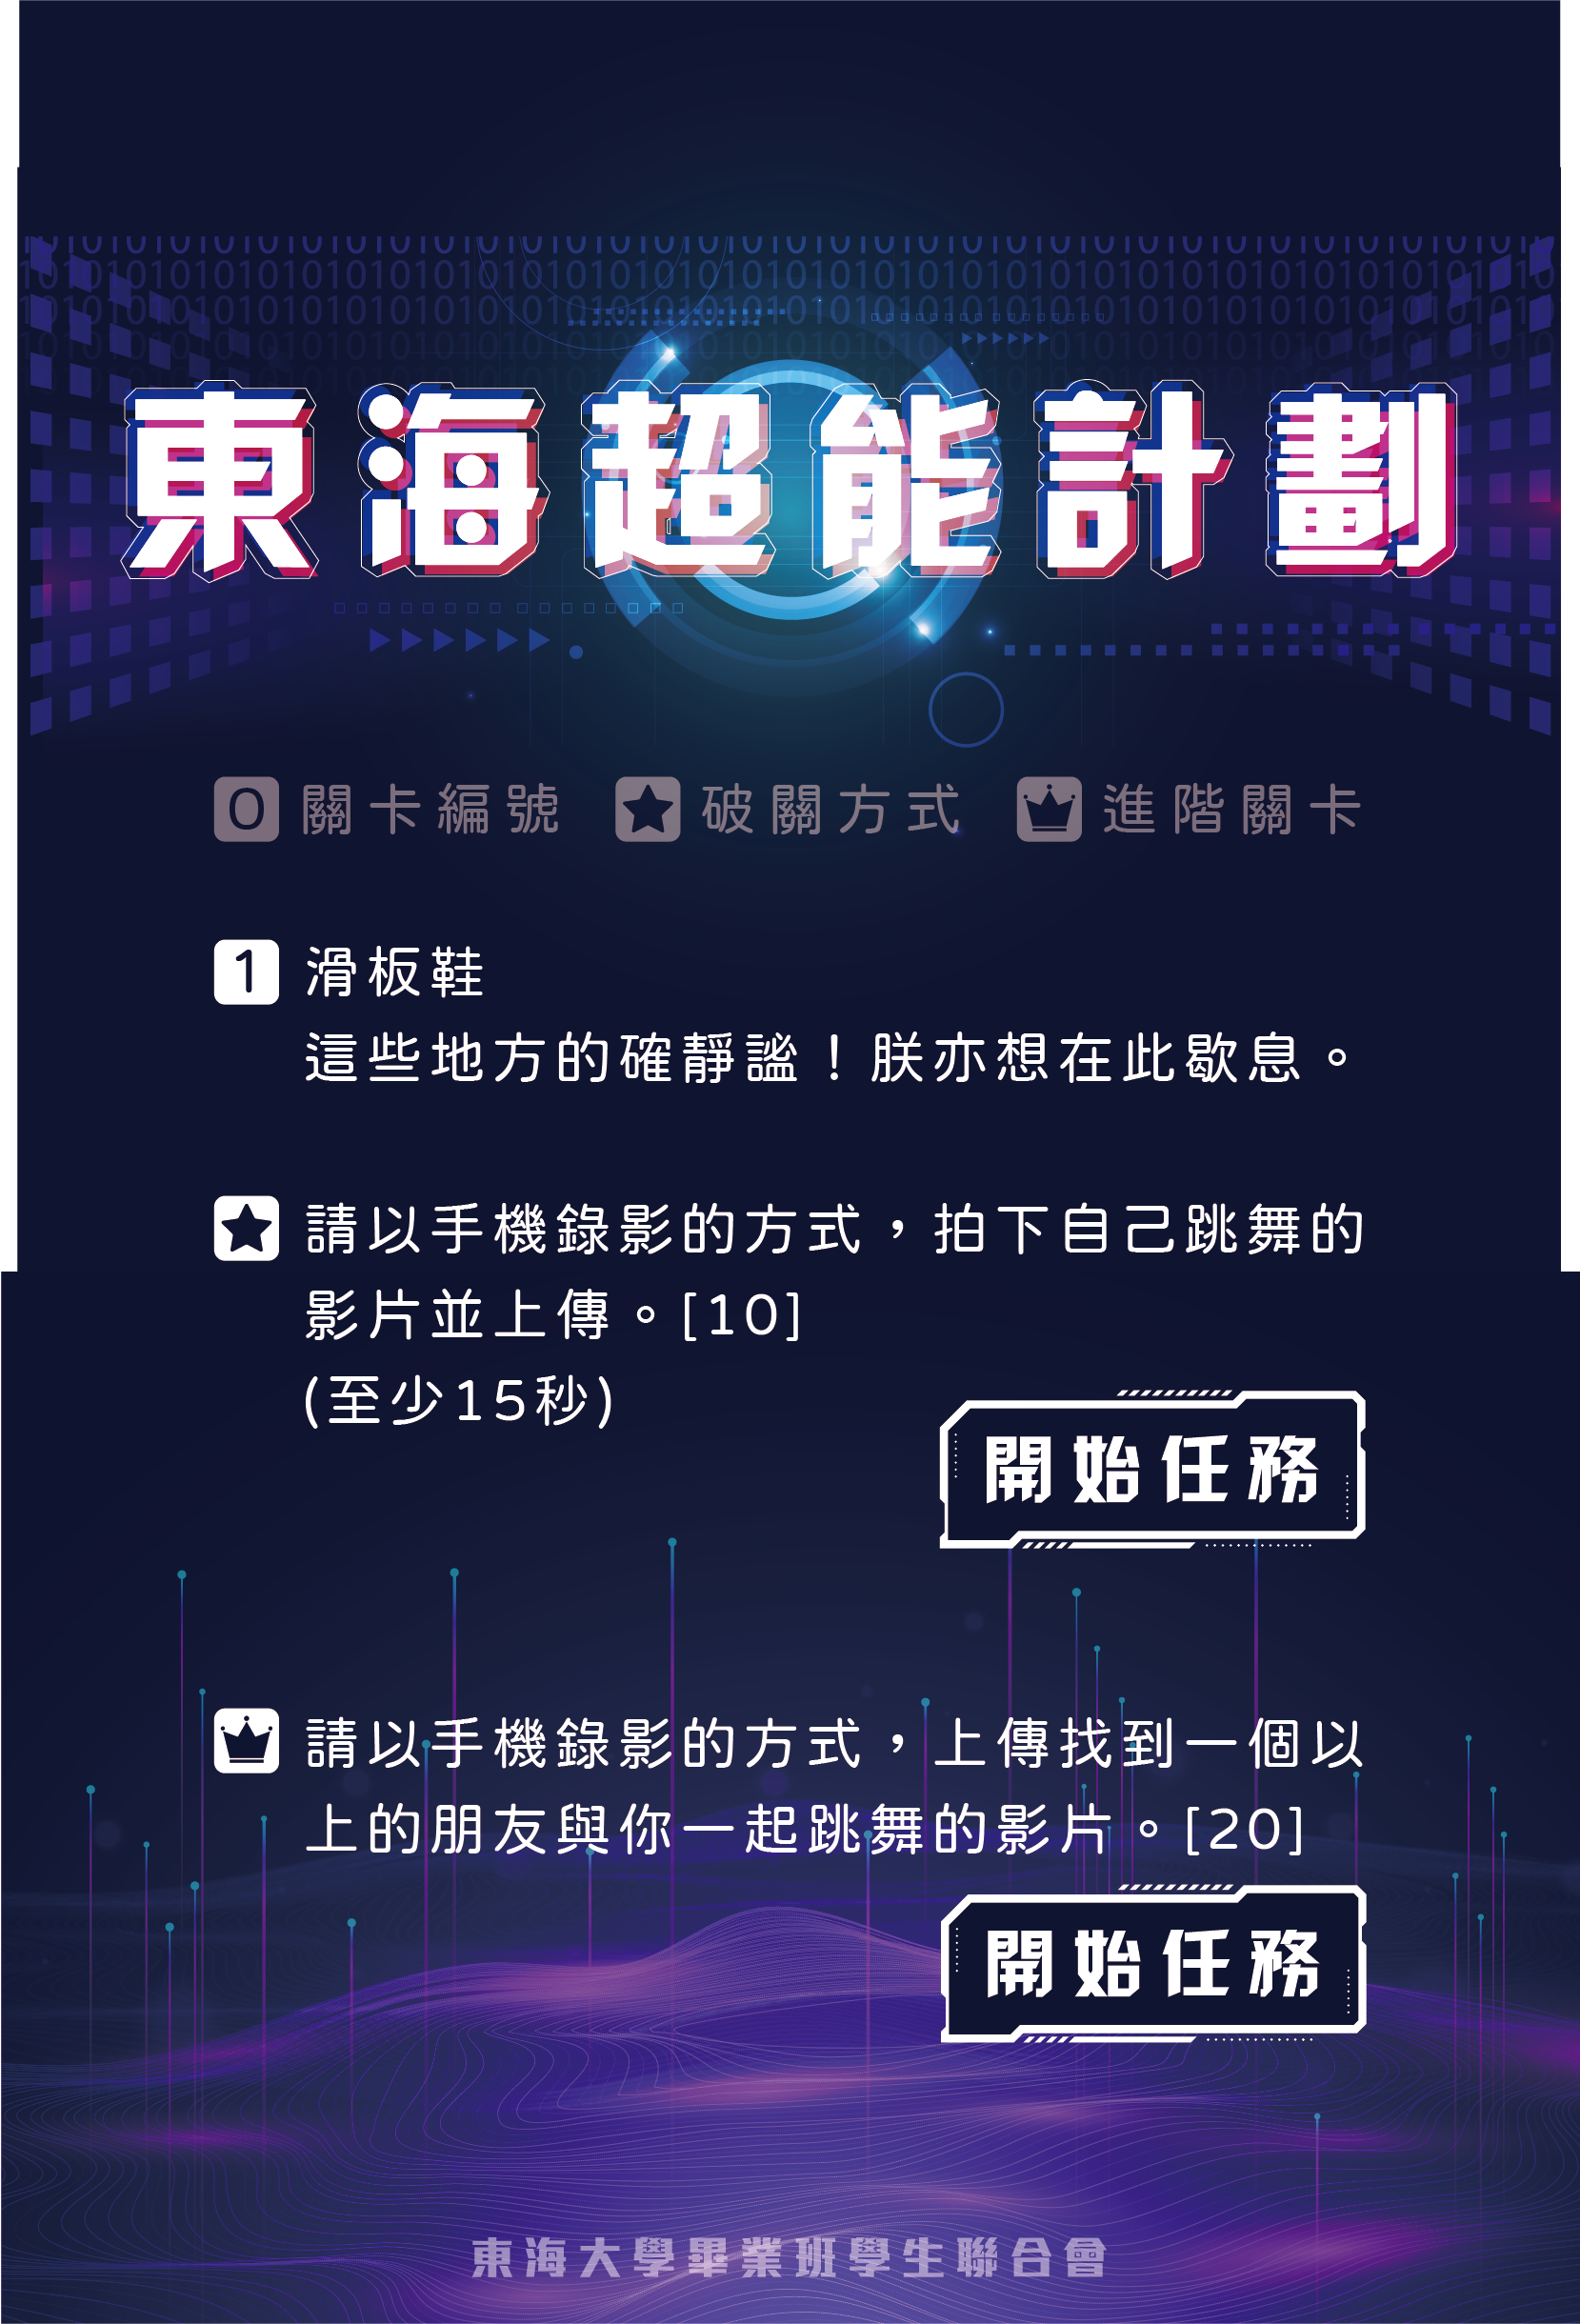 東海超能計劃
0 關卡編號 破關方式 進階關卡
1 滑板鞋
這些地方的確靜謐！朕亦想在此歇息。
請以手機錄影的方式，拍下自己跳舞的
影片並上傳。[10]
(至少15秒)
開始任務
請以手機錄影的方式，上傳找到一個以
上的朋友與你一起跳舞的影片。[20]
開始任務
東海大學畢業班學生聯合會